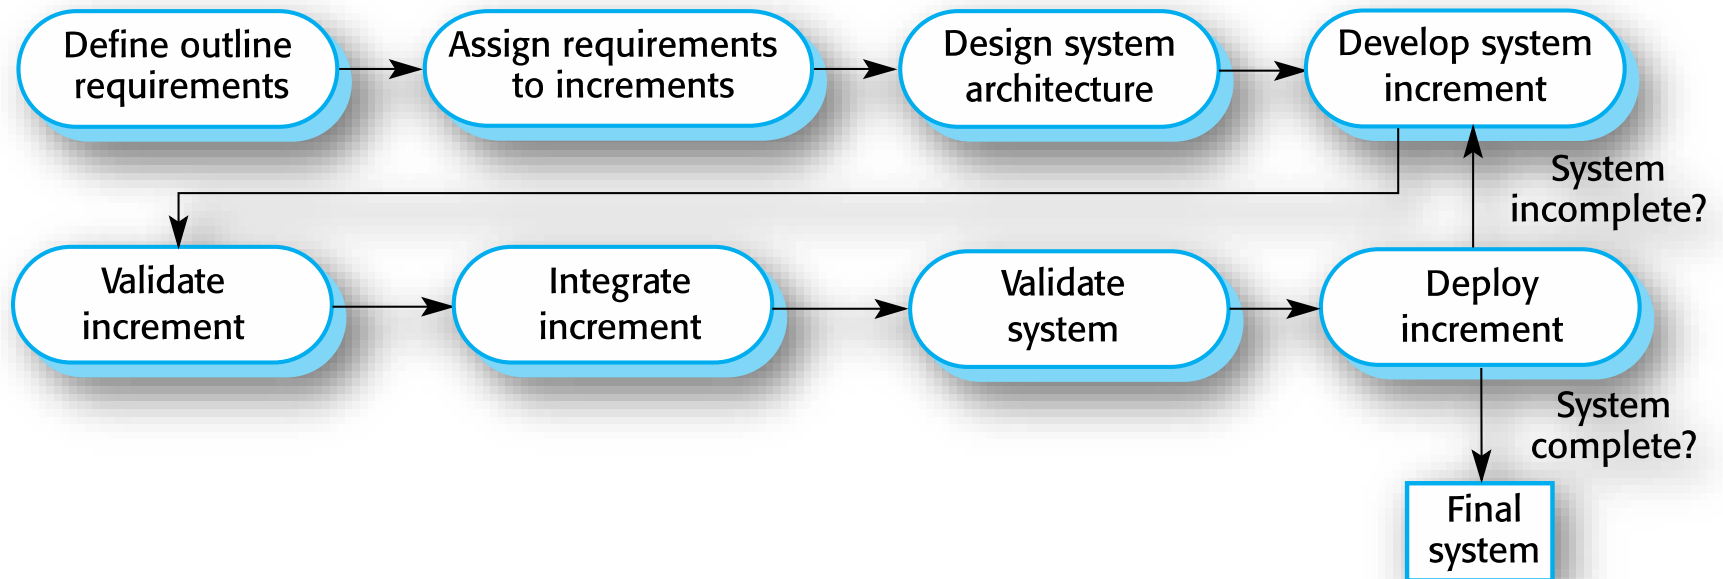 Define outline
requirements
Assign requirements
to increments
Design system
architecture
Develop system
increment
System
incomplete?
Validate
increment
Integrate
increment
Validate
system
Deploy
increment
System
complete?
Final
system